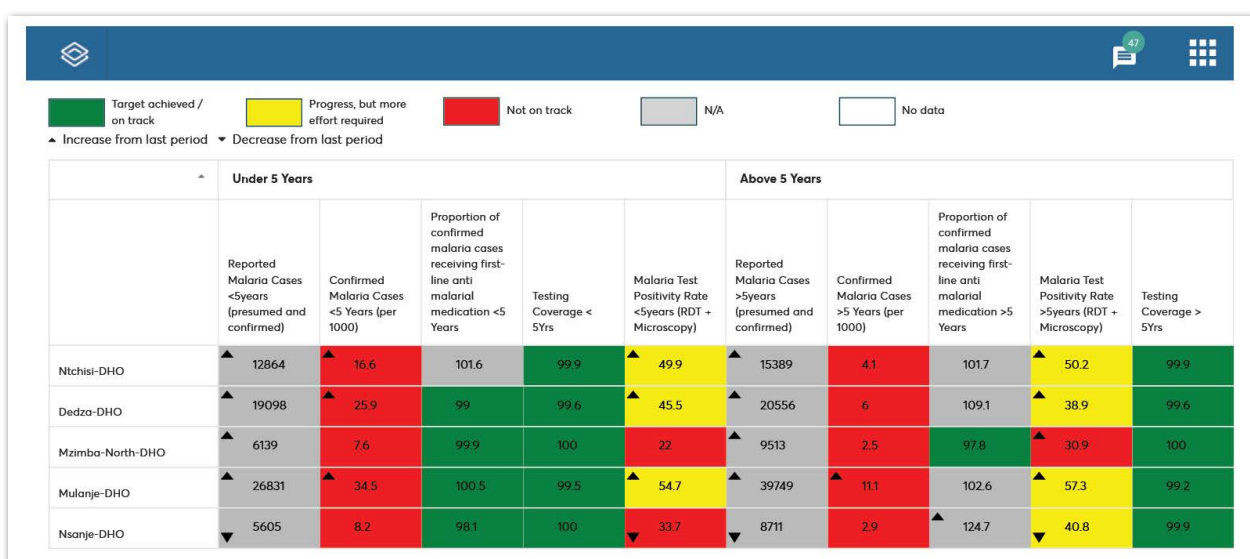 47
Target achieved / on track
Progress, but more effort required
Not on track
N/A
No data
▲ Increase from last period ▼ Decrease from last period
Under 5 Years Above 5 Years
Reported Malaria Cases <5years (presumed and confirmed)
Confirmed Malaria Cases <5 Years (per 1000)
Proportion of confirmed malaria cases receiving first-line anti malarial medication <5 Years
Testing Coverage < 5Yrs
Malaria Test Positivity Rate <5years (RDT + Microscopy)
Reported Malaria Cases >5years (presumed and confirmed)
Confirmed Malaria Cases >5 Years (per 1000)
Proportion of confirmed malaria cases receiving first-line anti malarial medication >5 Years
Malaria Test Positivity Rate >5years (RDT + Microscopy)
Testing Coverage > 5Yrs
Ntchisi-DHO 12864 16.6 101.6 99.9 49.9 15389 4.1 101.7 50.2 99.9
Dedza-DHO 19098 25.9 99 99.6 45.5 20556 6 109.1 38.9 99.6
Mzimba-North-DHO 6139 7.6 99.9 100 22 9513 2.5 97.8 30.9 100
Mulanje-DHO 26831 34.5 100.5 99.5 54.7 39749 11.1 102.6 57.3 99.2
Nsanje-DHO 5605 8.2 98.1 100 33.7 8711 2.9 124.7 40.8 99.9